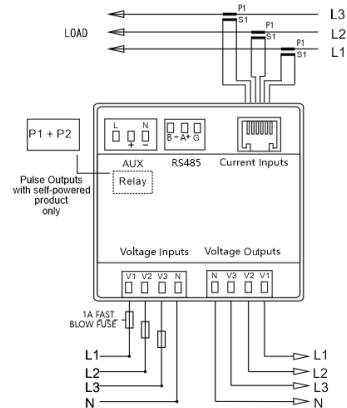 P1
L3
S1
P1
LOAD
L2
S1
P1
L1
S1
P1 + P2
L N
+ −
B − A+ G
AUX RS485 Current Inputs
Pulse Outputs
with self-powered
product
only
Relay
Voltage Inputs Voltage Outputs
V1 V2 V3 N N V3 V2 V1
1A FAST
BLOW FUSE
L1 L1
L2 L2
L3 L3
N N